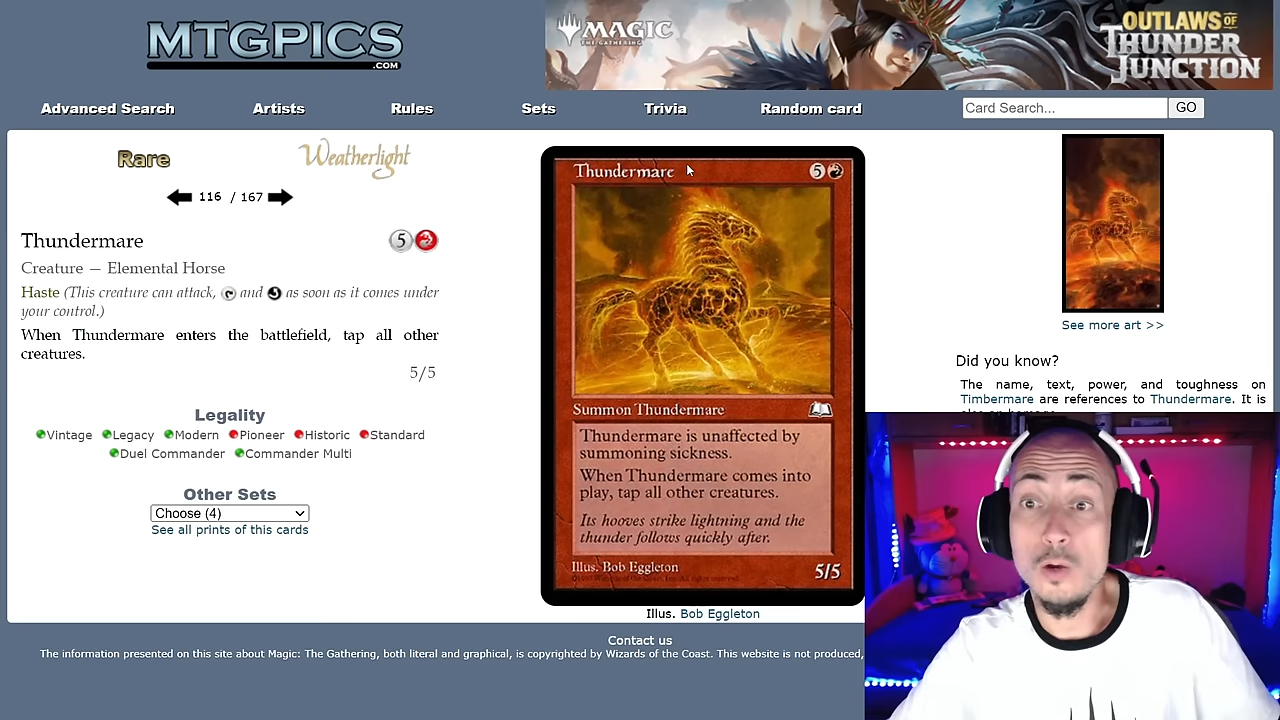 MTGPICS
.COM
MAGIC
THE GATHERING
OUTLAWS OF
THUNDER
JUNCTION
Advanced Search
Artists
Rules
Sets
Trivia
Random card
Card Search...
GO
Rare
Weatherlight
116 / 167
Thundermare
5
Creature — Elemental Horse
Haste (This creature can attack, and as soon as it comes under
your control.)
When Thundermare enters the battlefield, tap all other
creatures.
5/5
Legality
Vintage Legacy Modern Pioneer Historic Standard
Duel Commander Commander Multi
Other Sets
Choose (4)
See all prints of this cards
Thundermare
5
Summon Thundermare
Thundermare is unaffected by
summoning sickness.
When Thundermare comes into
play, tap all other creatures.
Its hooves strike lightning and the
thunder follows quickly after.
Illus. Bob Eggleton
5/5
Illus. Bob Eggleton
See more art >>
Did you know?
The name, text, power, and toughness on
Timbermare are references to Thundermare. It is
Contact us
The information presented on this site about Magic: The Gathering, both literal and graphical, is copyrighted by Wizards of the Coast. This website is not produced,